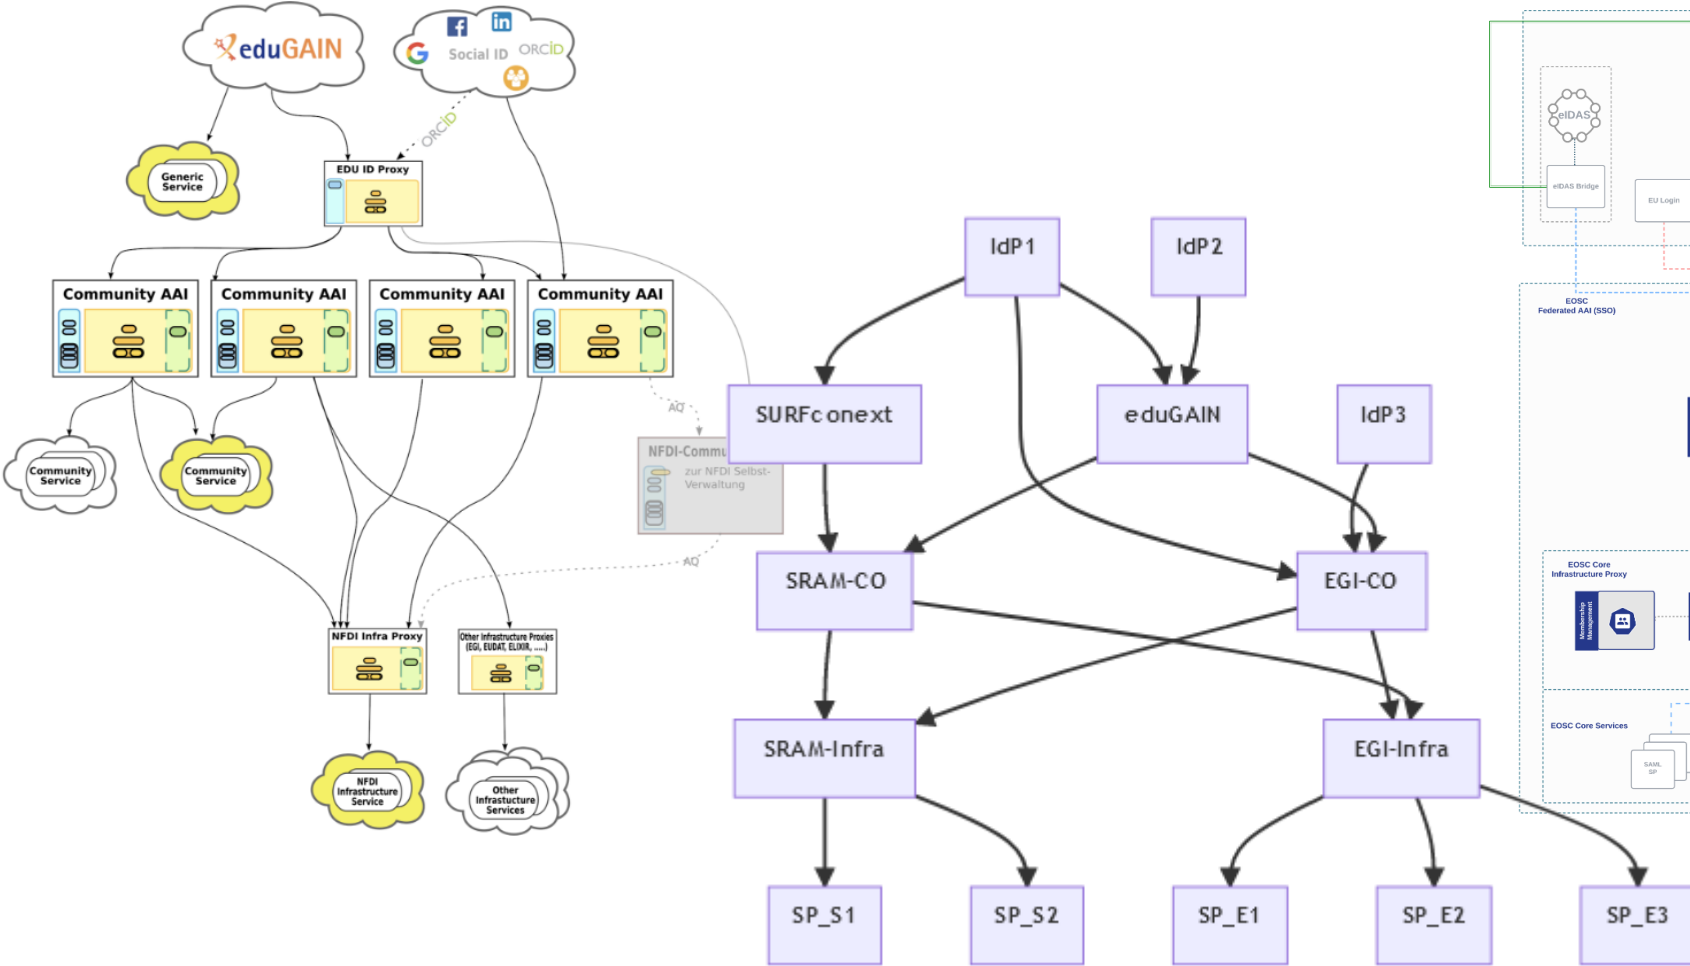 eduGAIN
Social ID
ORCiD
ORCiD
Generic
Service
EDU ID Proxy
Community AAI
Community AAI
Community AAI
Community AAI
Community
Service
Community
Service
AQ
NFDI-Commu
zur NFDI Selbst-
Verwaltung
AQ
NFDI Infra Proxy
Other Infrastructure Proxies
(EGI, EUDAT, ELIXIR, .....)
NFDI
Infrastructure
Service
Other
Infrastucture
Services
IdP1
IdP2
SURFconext
eduGAIN
IdP3
SRAM-CO
EGI-CO
SRAM-Infra
EGI-Infra
SP_S1
SP_S2
SP_E1
SP_E2
SP_E3
eIDAS
eIDAS Bridge
EU Login
EOSC
Federated AAI (SSO)
EOSC Core
Infrastructure Proxy
Membership
Management
EOSC Core Services
SAML
SP